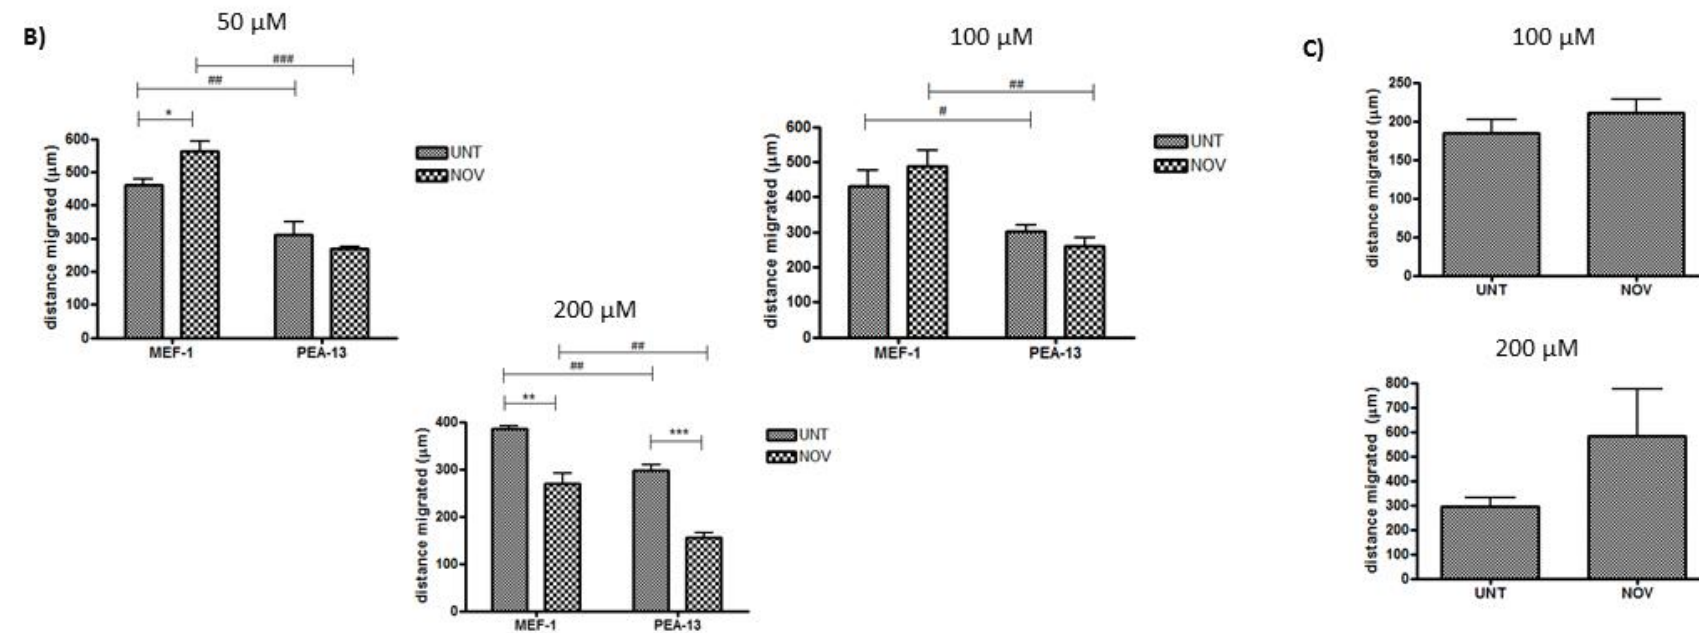 B)
50 µM
###
##
*
600
500
400
300
200
100
0
distance migrated (µm)
MEF-1 PEA-13
UNT
NOV
100 µM
##
#
600
500
400
300
200
100
0
distance migrated (µm)
MEF-1 PEA-13
UNT
NOV
200 µM
##
##
**
***
400
300
200
100
0
distance migrated (µm)
MEF-1 PEA-13
UNT
NOV
C)
100 µM
250
200
150
100
50
0
distance migrated (µm)
UNT NOV
200 µM
800
700
600
500
400
300
200
100
0
distance migrated (µm)
UNT NOV